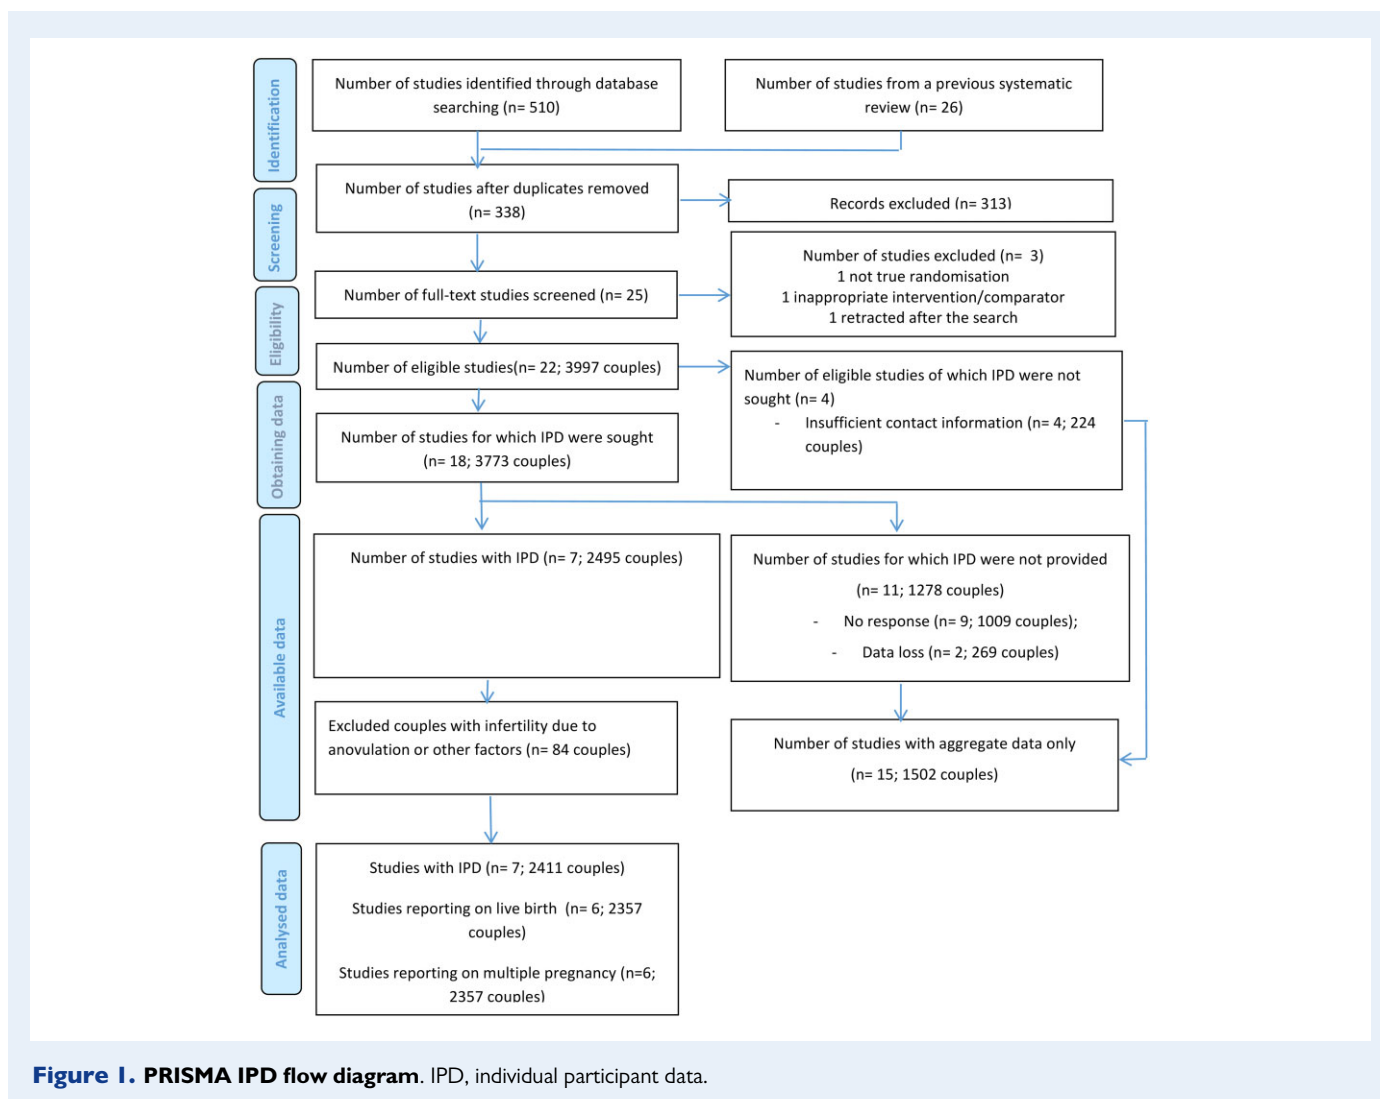 Identification
Number of studies identified through database
searching (n= 510)
Number of studies from a previous systematic
review (n= 26)
Number of studies after duplicates removed
(n= 338)
Records excluded (n= 313)
Screening
Number of full-text studies screened (n= 25)
Number of studies excluded (n= 3)
1 not true randomisation
1 inappropriate intervention/comparator
1 retracted after the search
Eligibility
Number of eligible studies(n= 22; 3997 couples)
Number of eligible studies of which IPD were not
sought (n= 4)
- Insufficient contact information (n= 4; 224
couples)
Obtaining data
Number of studies for which IPD were sought
(n= 18; 3773 couples)
Available data
Number of studies with IPD (n= 7; 2495 couples)
Number of studies for which IPD were not provided
(n= 11; 1278 couples)
- No response (n= 9; 1009 couples);
- Data loss (n= 2; 269 couples)
Excluded couples with infertility due to
anovulation or other factors (n= 84 couples)
Number of studies with aggregate data only
(n= 15; 1502 couples)
Analysed data
Studies with IPD (n= 7; 2411 couples)
Studies reporting on live birth (n= 6; 2357
couples)
Studies reporting on multiple pregnancy (n=6;
2357 couples)
Figure 1. PRISMA IPD flow diagram. IPD, individual participant data.